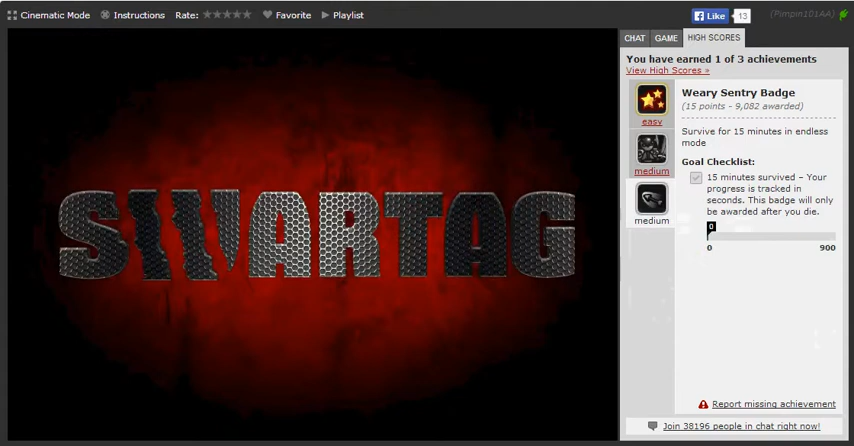 Cinematic Mode Instructions Rate: Favorite Playlist Like 13 (Pimpin101AA)
CHAT GAME HIGH SCORES
You have earned 1 of 3 achievements
View High Scores »
easy
medium
medium
Weary Sentry Badge
(15 points - 9,082 awarded)
Survive for 15 minutes in endless
mode
Goal Checklist:
15 minutes survived – Your
progress is tracked in
seconds. This badge will only
be awarded after you die.
0
0 900
SWARTAG
Report missing achievement
Join 38196 people in chat right now!